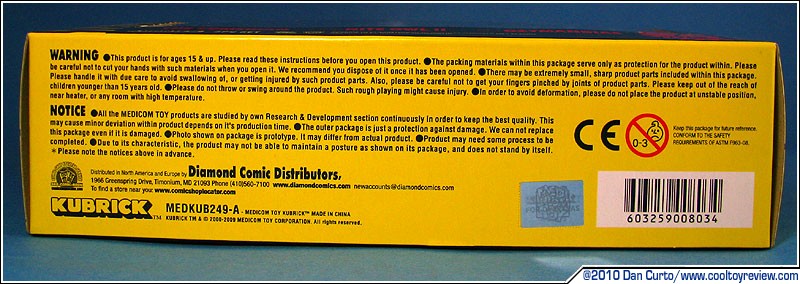 WARNING ●This product is for ages 15 & up. Please read these instructions before you open this product. ●The packing materials within this package serve only as protection for the product within. Please
be careful not to cut your hands with such materials when you open it. We recommend you dispose of it once it has been opened. ●There may be extremely small, sharp product parts included within this package.
Please handle it with due care to avoid swallowing of, or getting injured by such product parts. Also, please be careful not to get your fingers pinched by joints of product parts. Please keep out of the reach of
children younger than 15 years old. ●Please do not throw or swing around the product. Such rough playing might cause injury. ●In order to avoid deformation, please do not place the product at unstable position,
near heater, or any room with high temperature.
NOTICE ●All the MEDICOM TOY products are studied by own Research & Development section continuously in order to keep the best quality. This
may cause minor deviation within product depends on it's production time. ●The outer package is just a protection against damage. We can not replace
this package even if it is damaged. ●Photo shown on package is prototype. It may differ from actual product. ●Product may need some process to be
completed. ●Due to its characteristic, the product may not be able to maintain a posture as shown on its package, and does not stand by itself.
* Please note the notices above in advance.
CE
0-3
Keep this package for future reference.
CONFORM TO THE SAFETY
REQUIREMENTS OF ASTM F963-08.
Distributed in North America and Europe by Diamond Comic Distributors,
1966 Greenspring Drive, Timonium, MD 21093 Phone (410)560-7100 www.diamondcomics.com newaccounts@diamondcomics.com
To find a store near you: www.comicshoplocater.com
KUBRICK TM
MEDKUB249-A - MEDICOM TOY KUBRICK™ MADE IN CHINA
KUBRICK TM & © 2000-2009 MEDICOM TOY CORPORATION. All rights reserved.
603259008034
©2010 Dan Curto/www.cooltoyreview.com